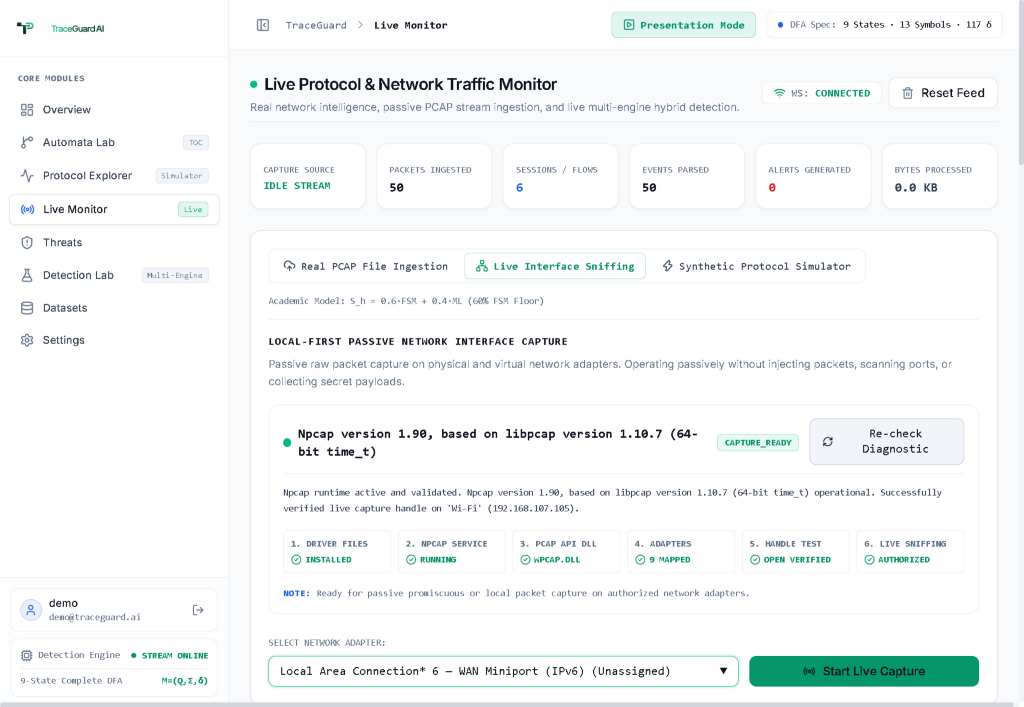 TraceGuard AI
TraceGuard > Live Monitor
Presentation Mode
DFA Spec: 9 States · 13 Symbols · 117 δ
CORE MODULES
Overview
Automata Lab TOC
Protocol Explorer Simulator
Live Monitor Live
Threats
Detection Lab Multi-Engine
Datasets
Settings
demo
demo@traceguard.ai
Detection Engine STREAM ONLINE
9-State Complete DFA M=(Q,Σ,δ)
Live Protocol & Network Traffic Monitor
Real network intelligence, passive PCAP stream ingestion, and live multi-engine hybrid detection.
WS: CONNECTED
Reset Feed
CAPTURE SOURCE
IDLE STREAM
PACKETS INGESTED
50
SESSIONS / FLOWS
6
EVENTS PARSED
50
ALERTS GENERATED
0
BYTES PROCESSED
0.0 KB
Real PCAP File Ingestion
Live Interface Sniffing
Synthetic Protocol Simulator
Academic Model: S_h = 0.6·FSM + 0.4·ML (60% FSM Floor)
LOCAL-FIRST PASSIVE NETWORK INTERFACE CAPTURE
Passive raw packet capture on physical and virtual network adapters. Operating passively without injecting packets, scanning ports, or
collecting secret payloads.
Npcap version 1.90, based on libpcap version 1.10.7 (64-
bit time_t)
CAPTURE_READY
Re-check
Diagnostic
Npcap runtime active and validated. Npcap version 1.90, based on libpcap version 1.10.7 (64-bit time_t) operational. Successfully
verified live capture handle on 'Wi-Fi' (192.168.107.105).
1. DRIVER FILES
INSTALLED
2. NPCAP SERVICE
RUNNING
3. PCAP API DLL
WPCAP.DLL
4. ADAPTERS
9 MAPPED
5. HANDLE TEST
OPEN VERIFIED
6. LIVE SNIFFING
AUTHORIZED
NOTE: Ready for passive promiscuous or local packet capture on authorized network adapters.
SELECT NETWORK ADAPTER:
Local Area Connection* 6 — WAN Miniport (IPv6) (Unassigned)
Start Live Capture